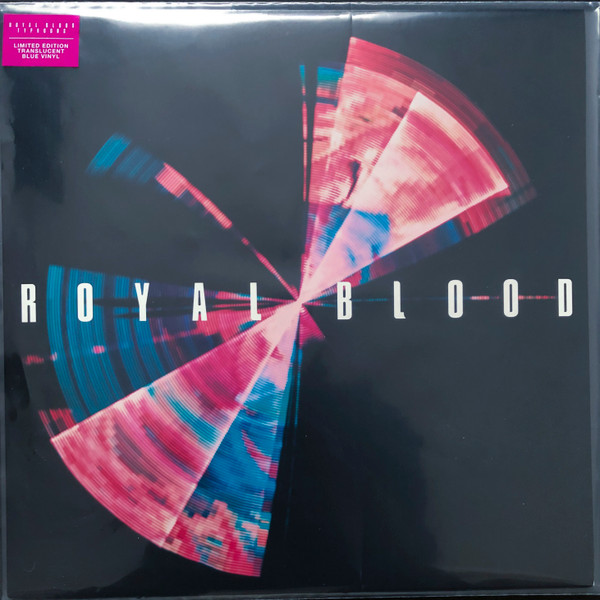 ROYAL BLOOD
TYPHOONS
LIMITED EDITION
TRANSLUCENT
BLUE VINYL
ROYAL BLOOD